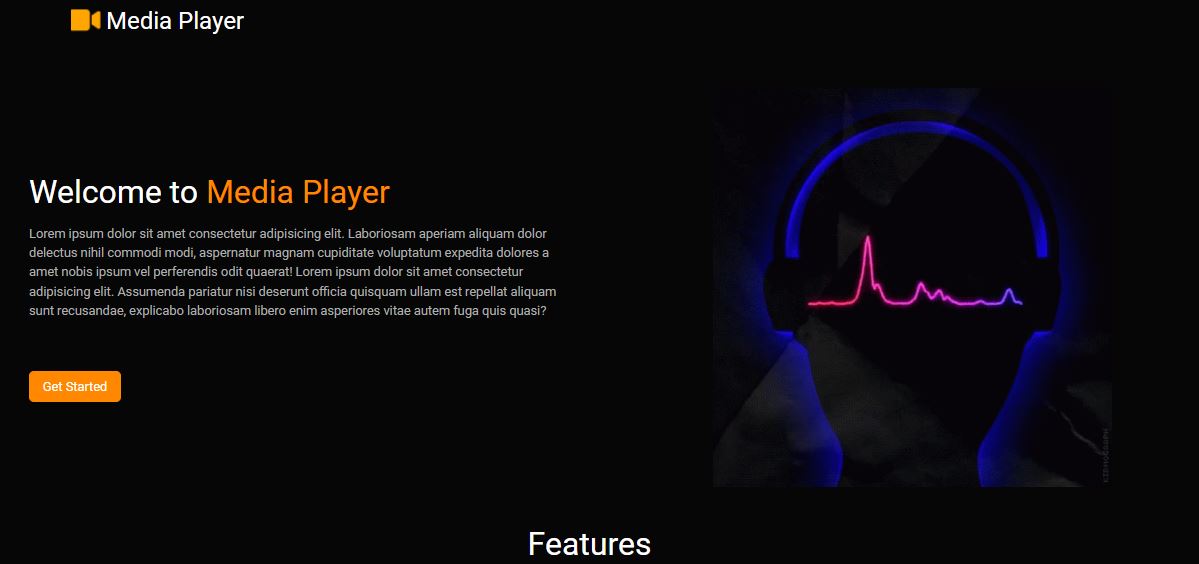 Media Player
Welcome to Media Player
Lorem ipsum dolor sit amet consectetur adipisicing elit. Laboriosam aperiam aliquam dolor
delectus nihil commodi modi, aspernatur magnam cupiditate voluptatum expedita dolores a
amet nobis ipsum vel perferendis odit quaerat! Lorem ipsum dolor sit amet consectetur
adipisicing elit. Assumenda pariatur nisi deserunt officia quisquam ullam est repellat aliquam
sunt recusandae, explicabo laboriosam libero enim asperiores vitae autem fuga quis quasi?
Get Started
Features